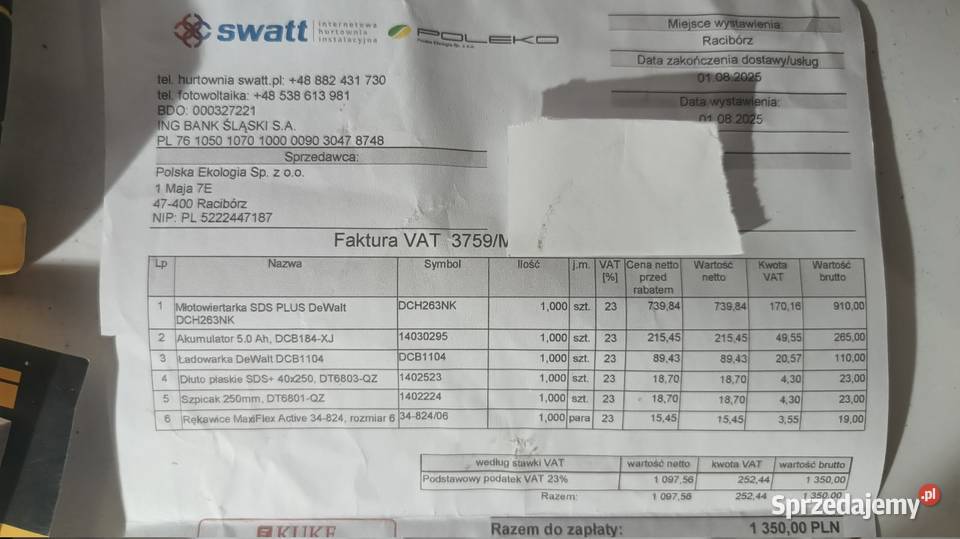 swatt
internetowa
hurtownia
instalacyjna
POLEKO
Polska Ekologia Sp. z o.o.
Miejsce wystawienia:
Racibórz
Data zakończenia dostawy/usług
01.08.2025
Data wystawienia:
01.08.2025
tel. hurtownia swatt.pl: +48 882 431 730
tel. fotowoltaika: +48 538 613 981
BDO: 000327221
ING BANK ŚLĄSKI S.A.
PL 76 1050 1070 1000 0090 3047 8748
Sprzedawca:
Polska Ekologia Sp. z o.o.
1 Maja 7E
47-400 Racibórz
NIP: PL 5222447187
Faktura VAT 3759/M
Lp Nazwa Symbol Ilość j.m. VAT [%] Cena netto przed rabatem Wartość netto Kwota VAT Wartość brutto
1 Młotowiertarka SDS PLUS DeWalt DCH263NK DCH263NK 1,000 szt. 23 739,84 739,84 170,16 910,00
2 Akumulator 5.0 Ah, DCB184-XJ 14030295 1,000 szt. 23 215,45 215,45 49,55 265,00
3 Ładowarka DeWalt DCB1104 DCB1104 1,000 szt. 23 89,43 89,43 20,57 110,00
4 Dłuto płaskie SDS+ 40x250, DT6803-QZ 1402523 1,000 szt. 23 18,70 18,70 4,30 23,00
5 Szpicak 250mm, DT6801-QZ 1402224 1,000 szt. 23 18,70 18,70 4,30 23,00
6 Rękawice MaxiFlex Active 34-824, rozmiar 6 34-824/06 1,000 para 23 15,45 15,45 3,55 19,00
według stawki VAT wartość netto kwota VAT wartość brutto
Podstawowy podatek VAT 23% 1 097,56 252,44 1 350,00
Razem: 1 097,56 252,44 1 350,00
Sprzedajemy.pl
KUKE
Razem do zapłaty: 1 350,00 PLN